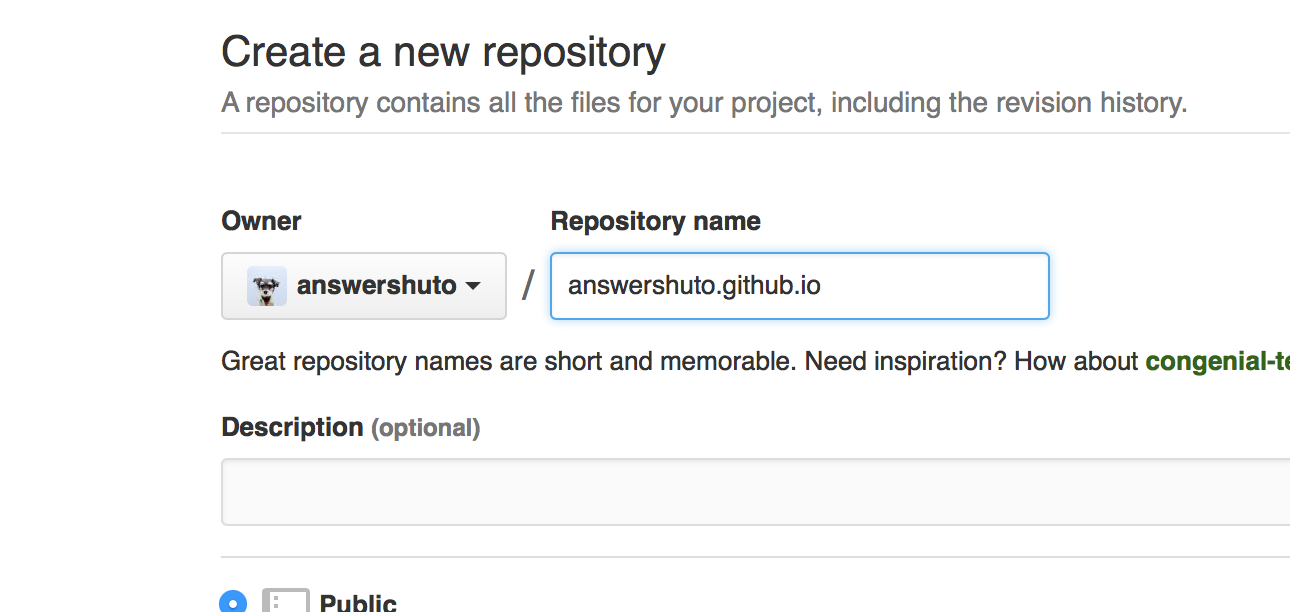 Create a new repository
A repository contains all the files for your project, including the revision history.
Owner
Repository name
answershuto / answershuto.github.io
Great repository names are short and memorable. Need inspiration? How about congenial-te
Description (optional)
Public